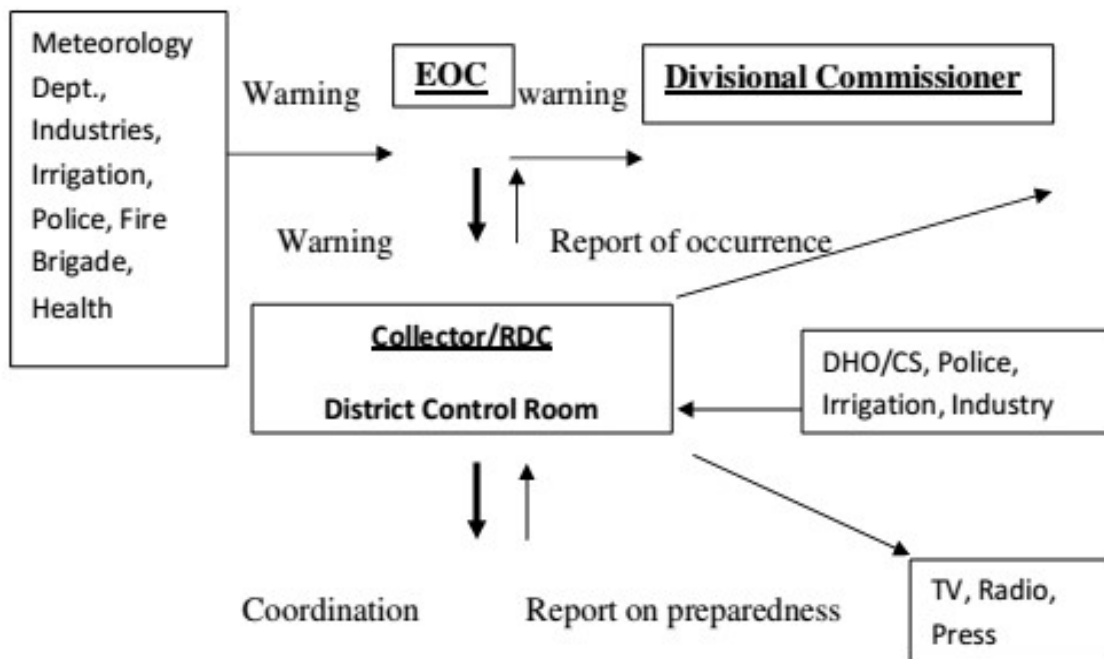 Meteorology
Dept.,
Industries,
Irrigation,
Police, Fire
Brigade,
Health
Warning
EOC
warning
Divisional Commissioner
Warning
Report of occurrence
Collector/RDC
District Control Room
DHO/CS, Police,
Irrigation, Industry
Coordination
Report on preparedness
TV, Radio,
Press